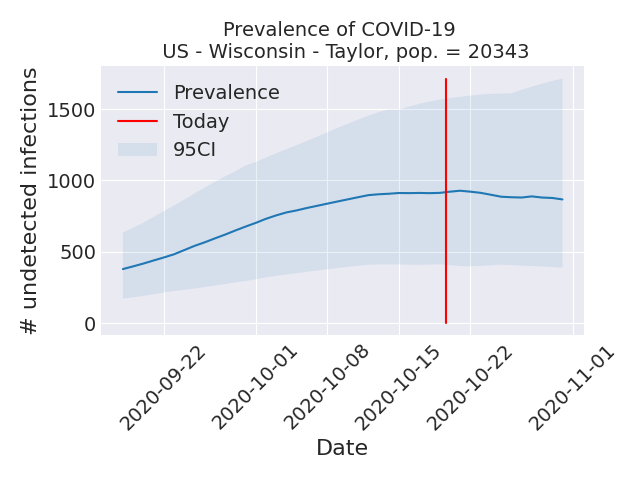 Prevalence of COVID-19
US - Wisconsin - Taylor, pop. = 20343
# undetected infections
1500
1000
500
0
Prevalence
Today
95CI
2020-09-22
2020-10-01
2020-10-08
2020-10-15
2020-10-22
2020-11-01
Date